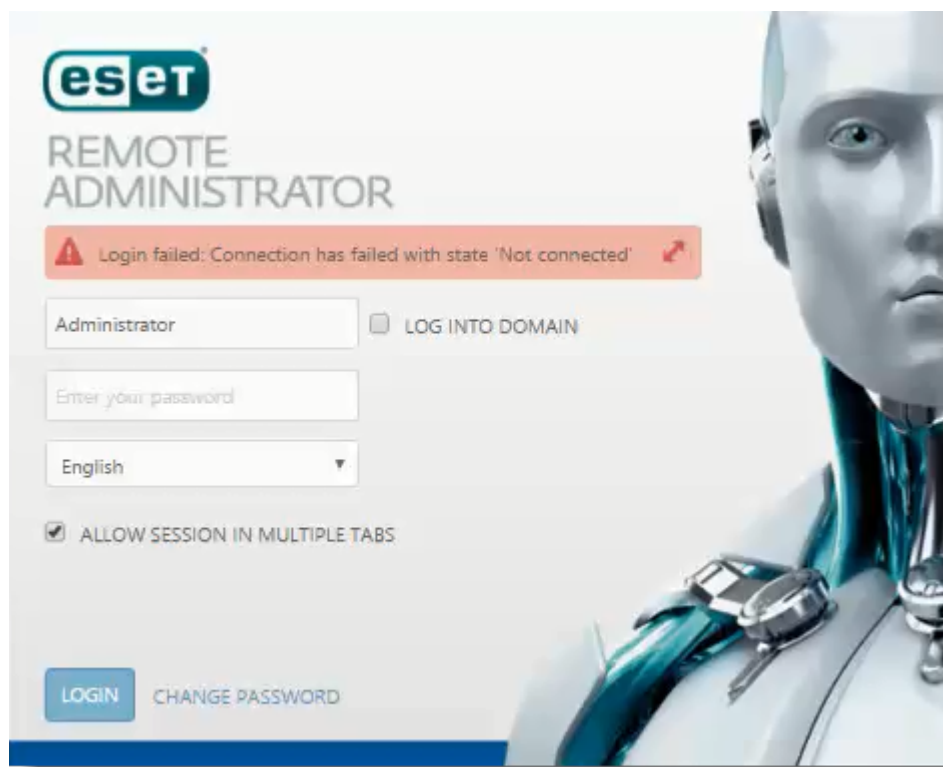 eset
REMOTE
ADMINISTRATOR
Login failed: Connection has failed with state 'Not connected'
Administrator
LOG INTO DOMAIN
Enter your password
English
ALLOW SESSION IN MULTIPLE TABS
LOGIN CHANGE PASSWORD